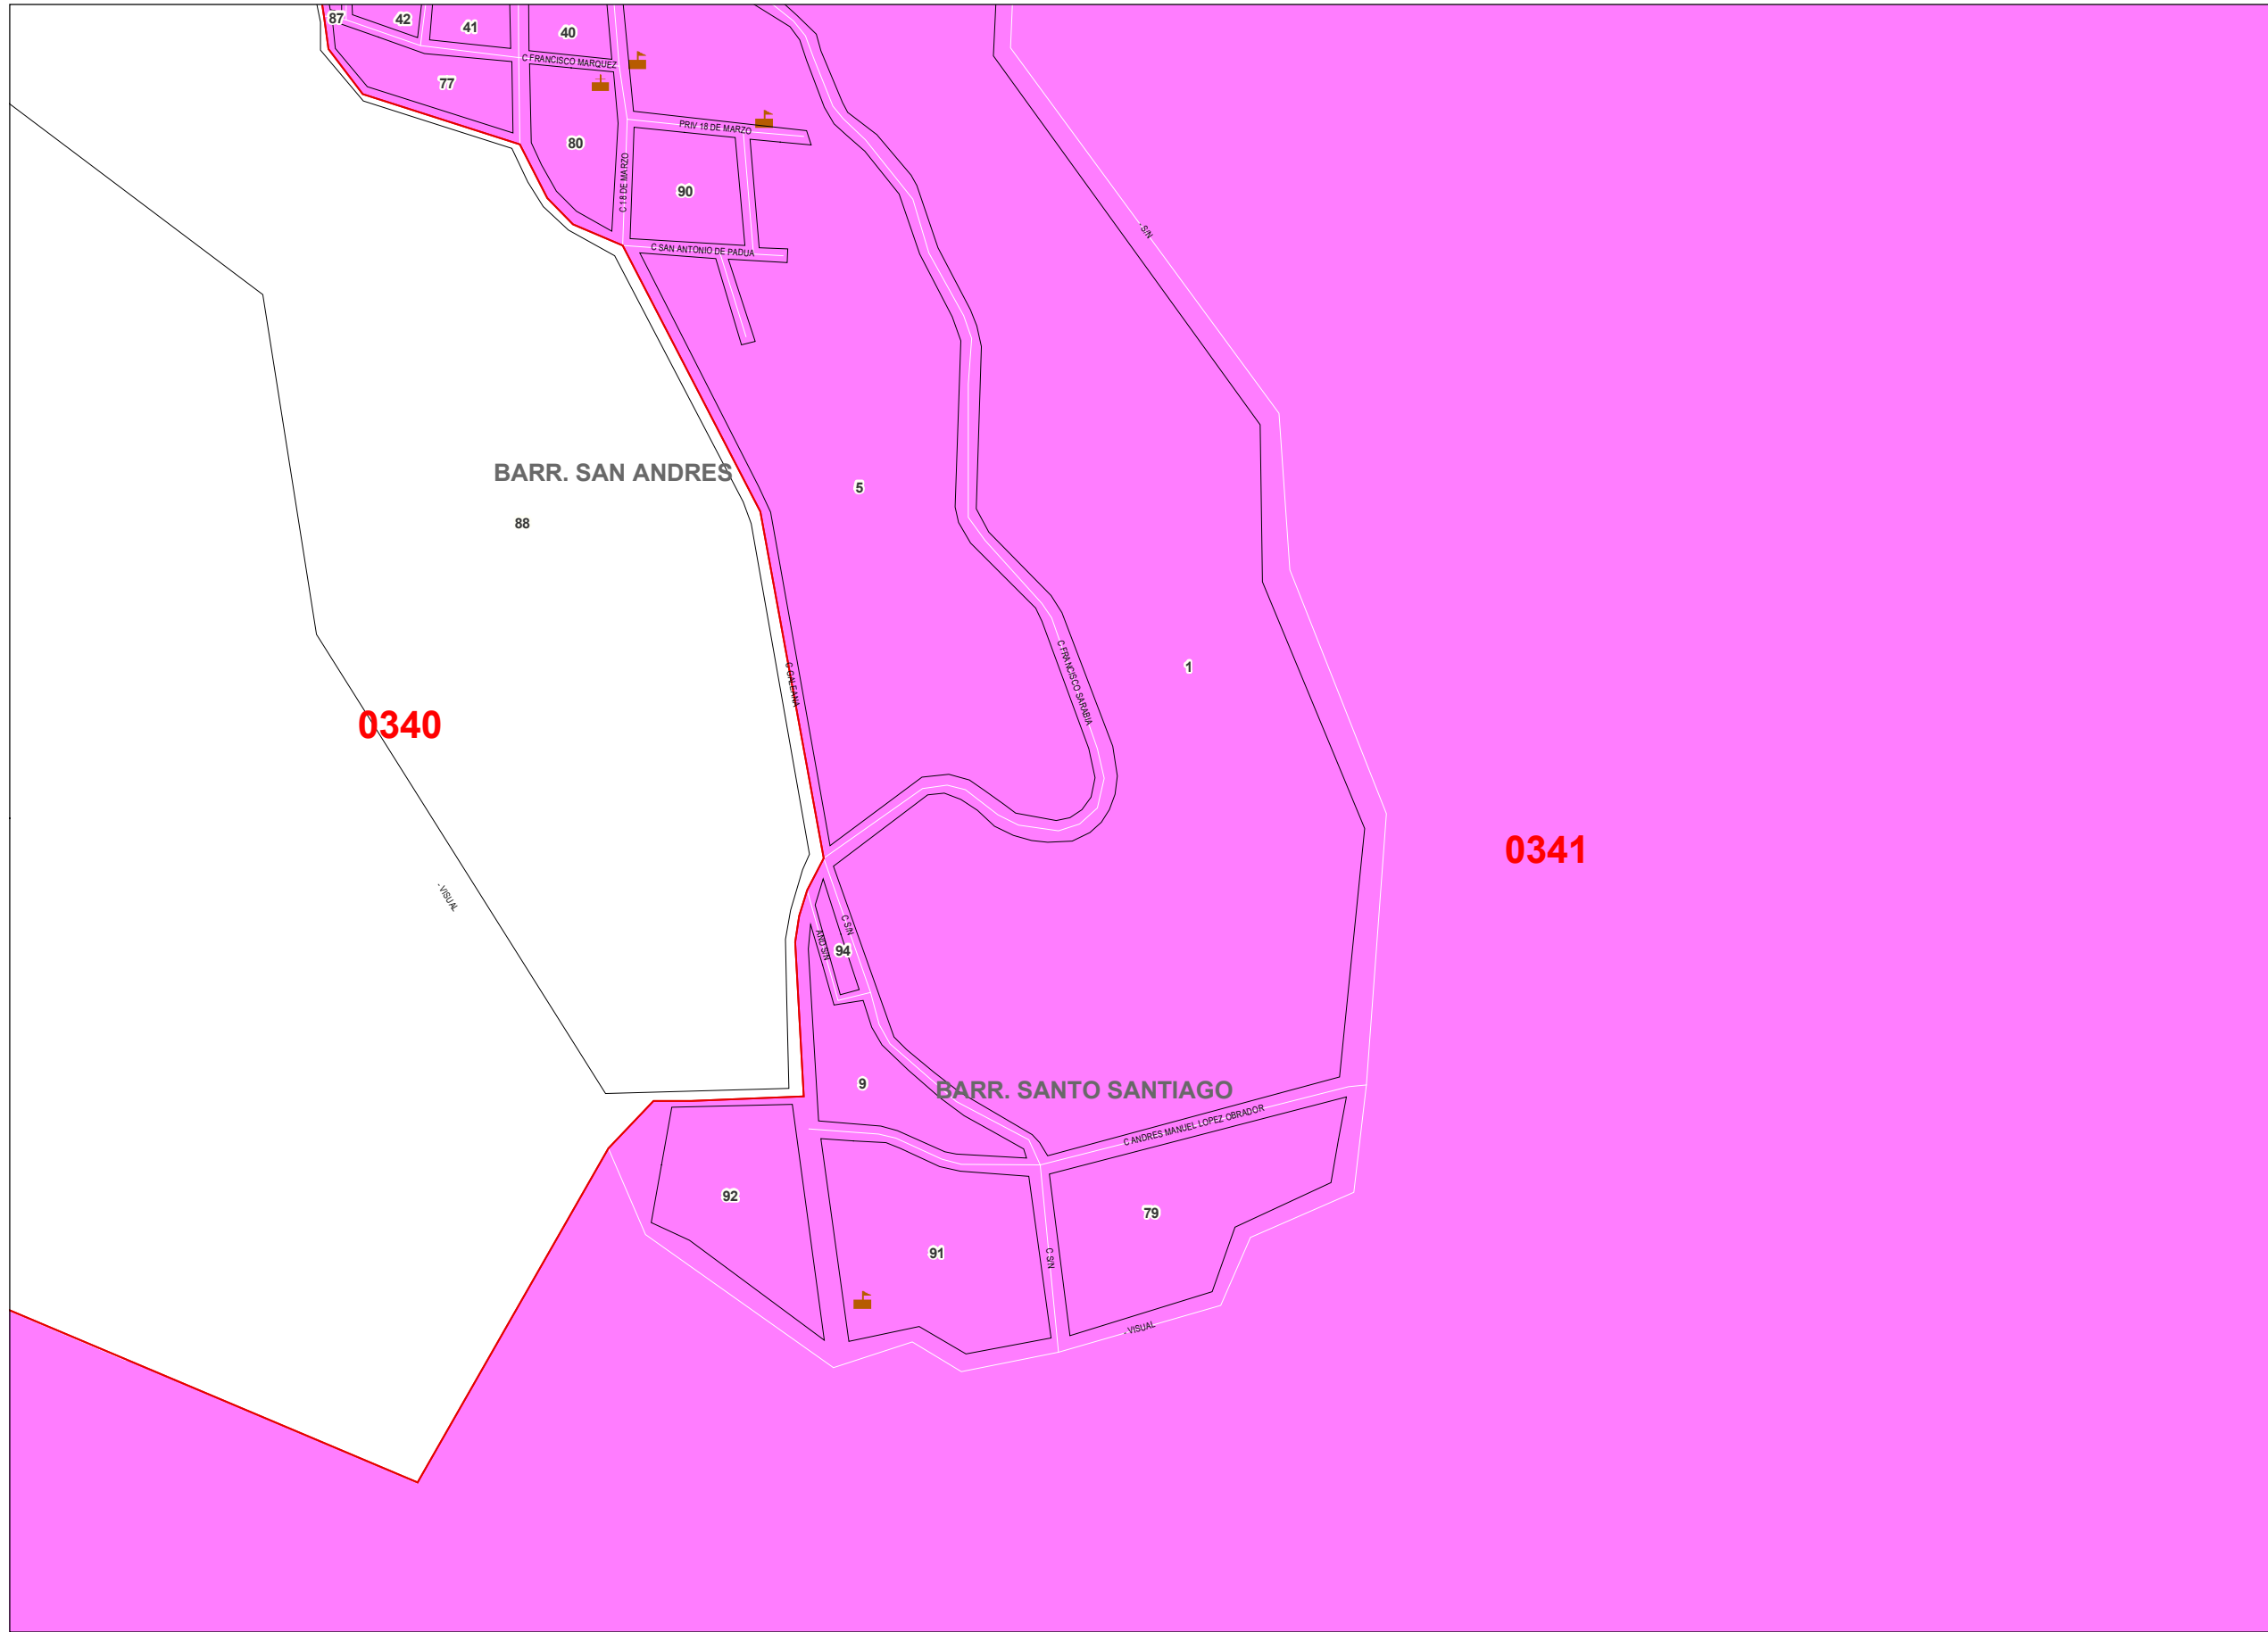 87
42
41
40
C FRANCISCO MARQUEZ
77
PRIV 18 DE MARZO
80
C 18 DE MARZO
90
- S/N
C SAN ANTONIO DE PADUA
BARR. SAN ANDRES
5
88
C FRANCISCO SARABIA
1
C GALEANA
0340
0341
- VISUAL
C S/N
AND S/N
94
9
BARR. SANTO SANTIAGO
C ANDRES MANUEL LOPEZ OBRADOR
92
79
91
C S/N
- VISUAL